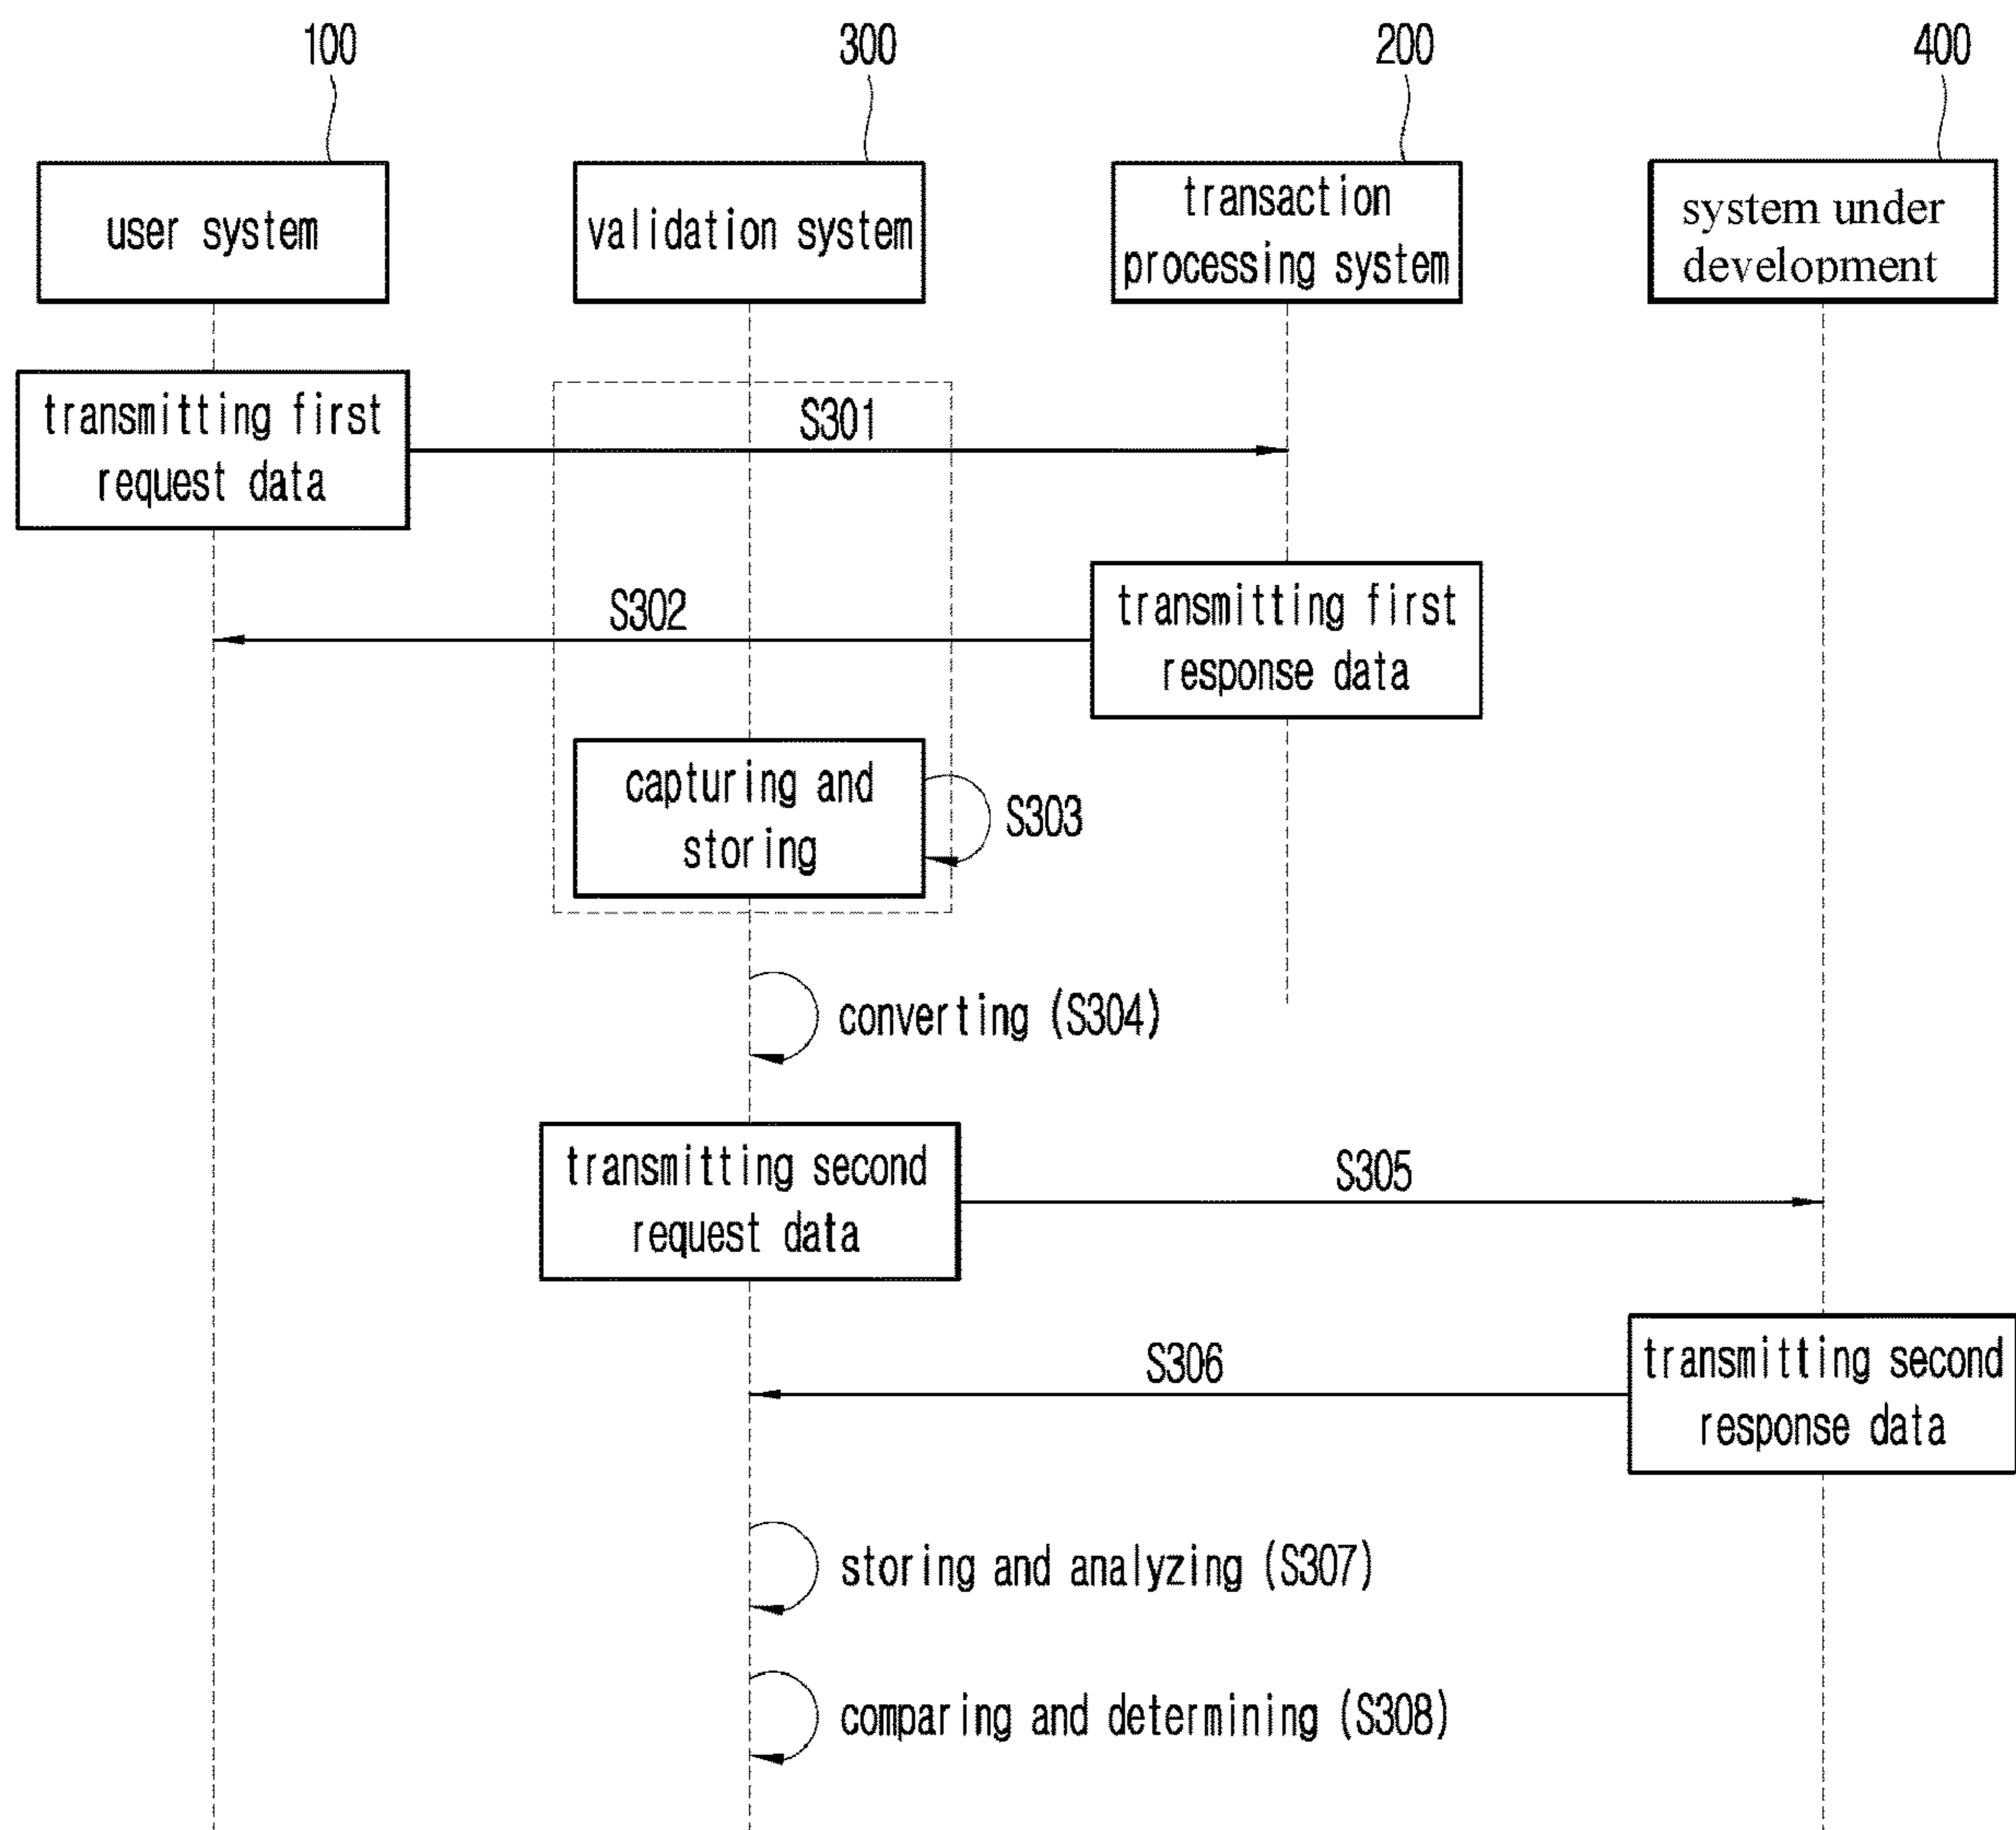 100
300
200
400
user system
validation system
transaction
processing system
system under
development
transmitting first
request data
S301
S302
transmitting first
response data
capturing and
storing
S303
converting (S304)
transmitting second
request data
S305
S306
transmitting second
response data
storing and analyzing (S307)
comparing and determining (S308)